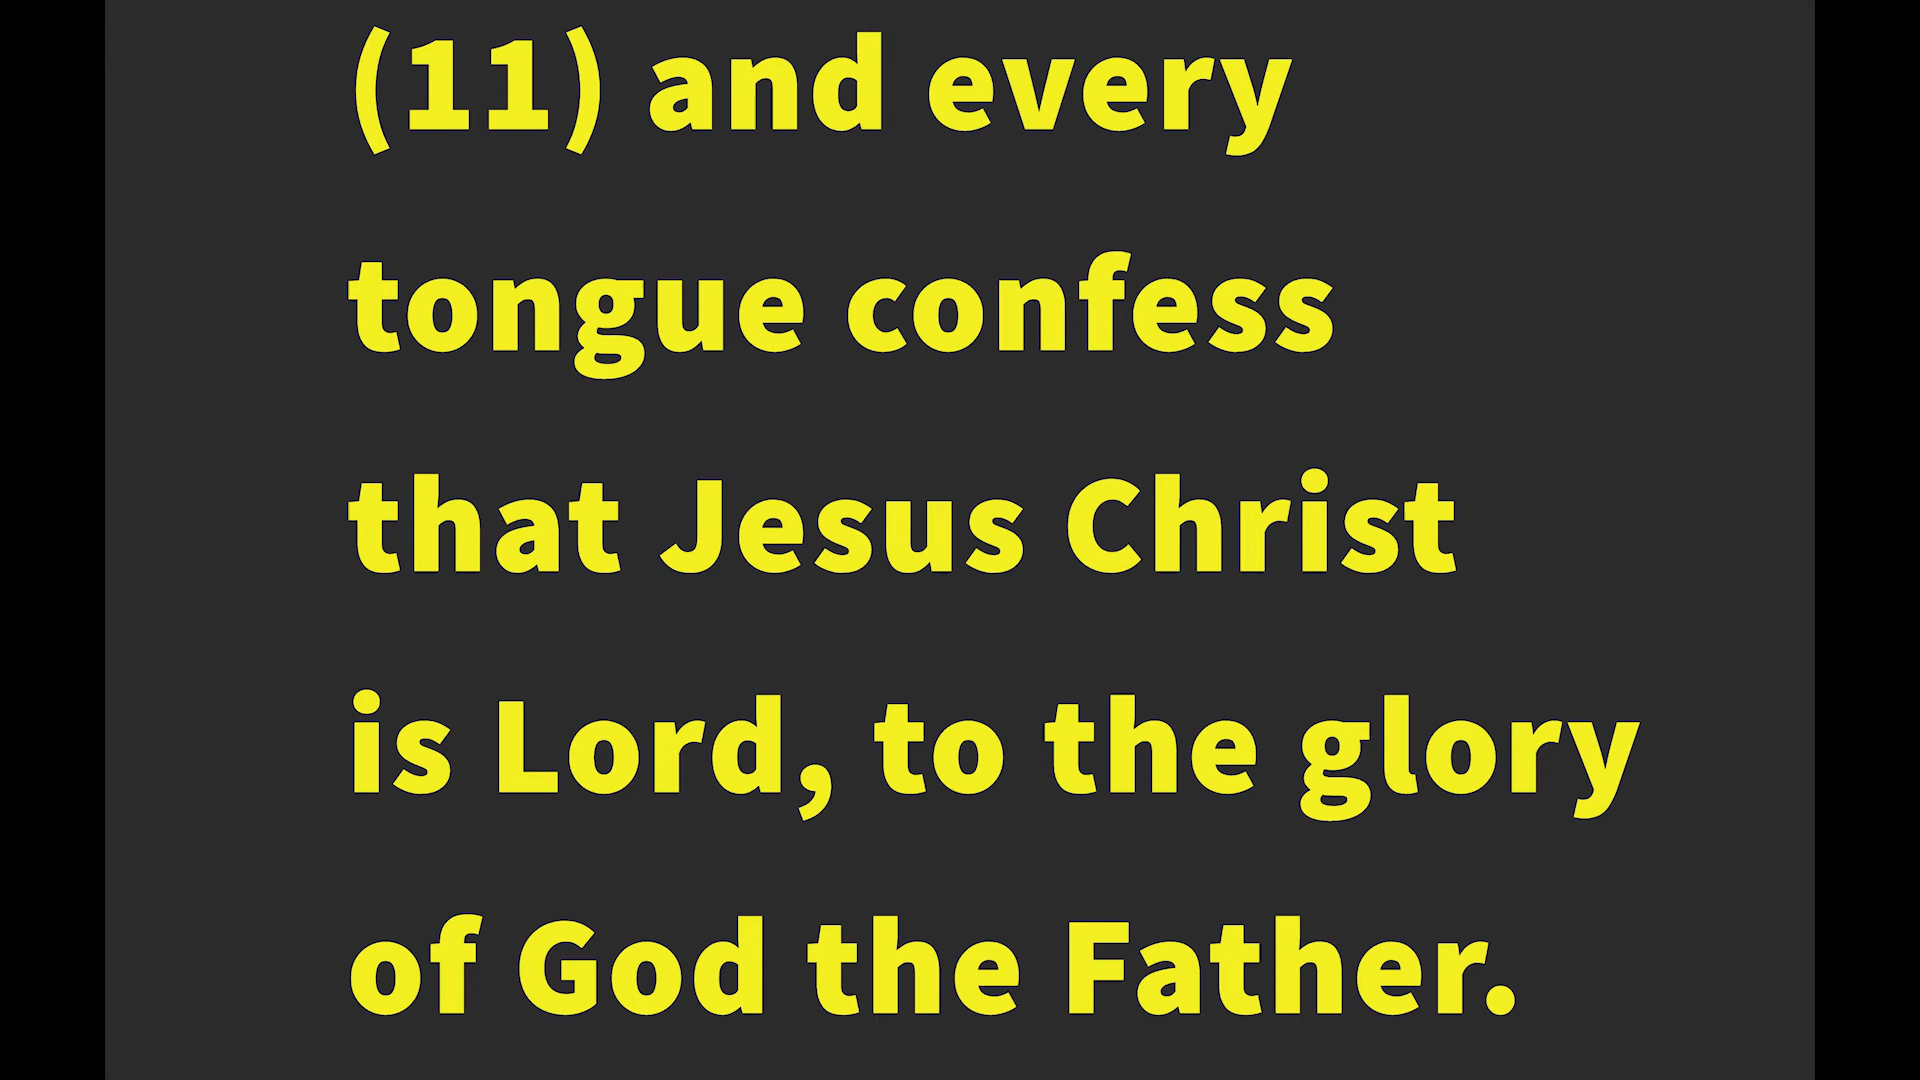 (11) and every
tongue confess
that Jesus Christ
is Lord, to the glory
of God the Father.